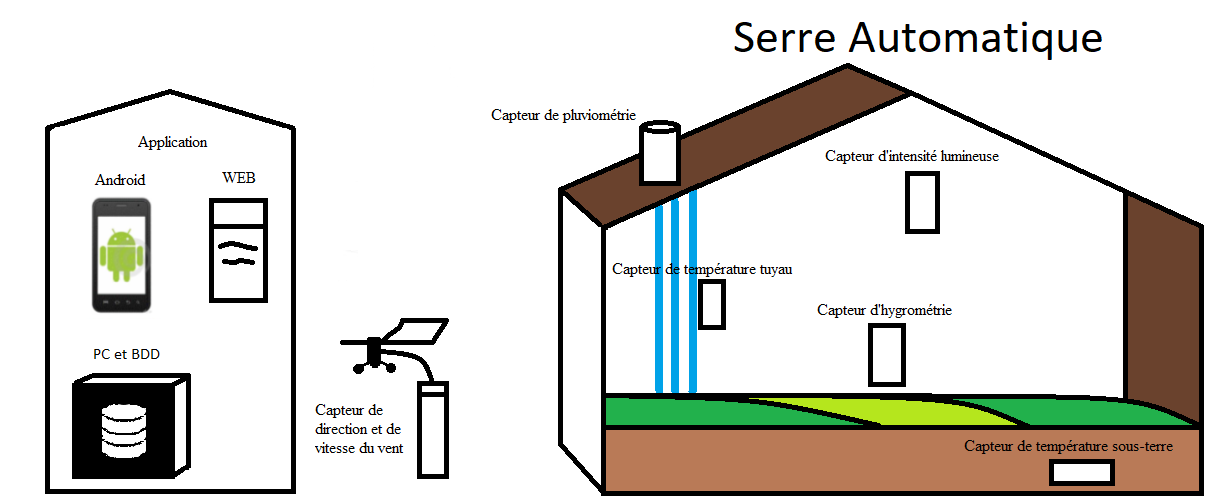 Serre Automatique
Application
Android
WEB
PC et BDD
Capteur de
direction et de
vitesse du vent
Capteur de pluviométrie
Capteur d'intensité lumineuse
Capteur de température tuyau
Capteur d'hygrométrie
Capteur de température sous-terre